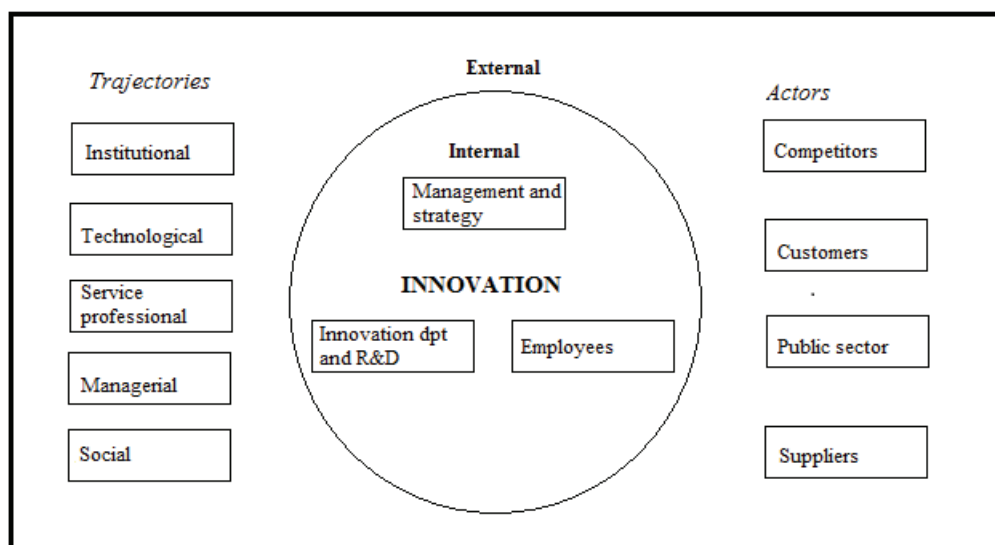 External
Trajectories
Actors
Institutional
Internal
Competitors
Management and
strategy
Technological
Customers
INNOVATION
Service
professional
Innovation dpt
and R&D
Employees
Public sector
Managerial
Social
Suppliers